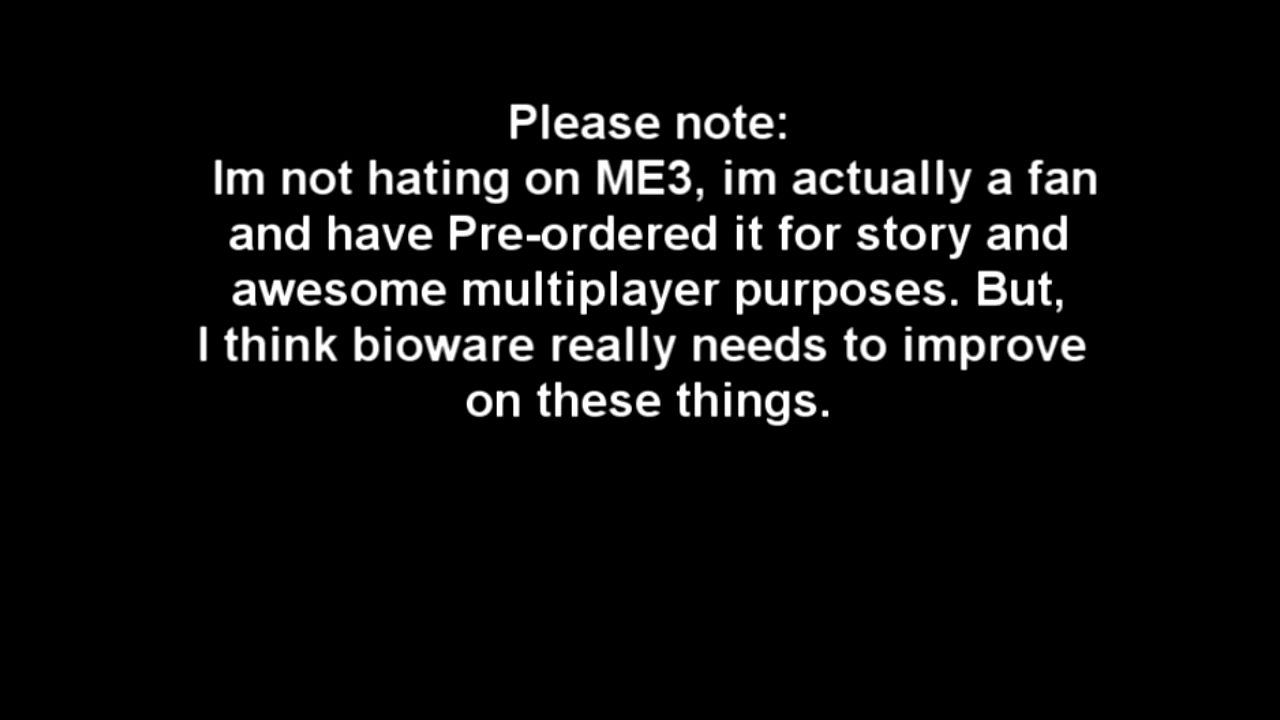 Please note:
Im not hating on ME3, im actually a fan
and have Pre-ordered it for story and
awesome multiplayer purposes. But,
I think bioware really needs to improve
on these things.